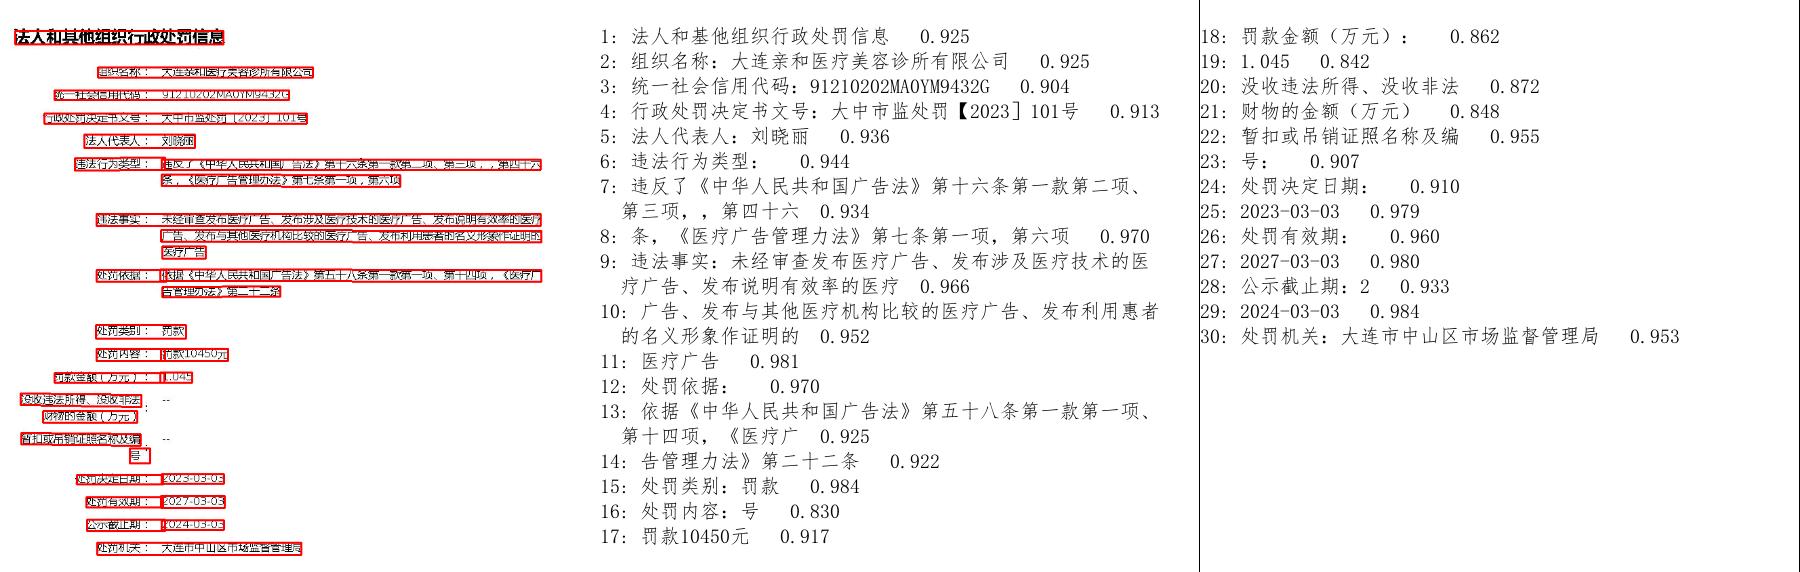 法人和其他组织行政处罚信息
组织名称： 大连亲和医疗美容诊所有限公司
统一社会信用代码： 91210202MA0YM9432G
行政处罚决定书文号： 大中市监处罚〔2023〕101号
法人代表人： 刘晓丽
违法行为类型： 违反了《中华人民共和国广告法》第十六条第一款第二项、第三项，，第四十六
条，《医疗广告管理办法》第七条第一项，第六项
违法事实： 未经审查发布医疗广告、发布涉及医疗技术的医疗广告、发布说明有效率的医疗
广告、发布与其他医疗机构比较的医疗广告、发布利用患者的名义形象作证明的
医疗广告
处罚依据： 依据《中华人民共和国广告法》第五十八条第一款第一项、第十四项，《医疗广
告管理办法》第二十二条
处罚类别： 罚款
处罚内容： 罚款10450元
罚款金额（万元）： 1.045
没收违法所得、没收非法
财物的金额（万元）： --
暂扣或吊销证照名称及编
号： --
处罚决定日期： 2023-03-03
处罚有效期： 2027-03-03
公示截止期： 2024-03-03
处罚机关： 大连市中山区市场监督管理局
1: 法人和基他组织行政处罚信息 0.925
2: 组织名称：大连亲和医疗美容诊所有限公司 0.925
3: 统一社会信用代码：91210202MA0YM9432G 0.904
4: 行政处罚决定书文号：大中市监处罚【2023］101号 0.913
5: 法人代表人：刘晓丽 0.936
6: 违法行为类型： 0.944
7: 违反了《中华人民共和国广告法》第十六条第一款第二项、
第三项，，第四十六 0.934
8: 条，《医疗广告管理力法》第七条第一项，第六项 0.970
9: 违法事实：未经审查发布医疗广告、发布涉及医疗技术的医
疗广告、发布说明有效率的医疗 0.966
10: 广告、发布与其他医疗机构比较的医疗广告、发布利用患者
的名义形象作证明的 0.952
11: 医疗广告 0.981
12: 处罚依据： 0.970
13: 依据《中华人民共和国广告法》第五十八条第一款第一项、
第十四项，《医疗广 0.925
14: 告管理力法》第二十二条 0.922
15: 处罚类别：罚款 0.984
16: 处罚内容：号 0.830
17: 罚款10450元 0.917
18: 罚款金额（万元）： 0.862
19: 1.045 0.842
20: 没收违法所得、没收非法 0.872
21: 财物的金额（万元） 0.848
22: 暂扣或吊销证照名称及编 0.955
23: 号： 0.907
24: 处罚决定日期： 0.910
25: 2023-03-03 0.979
26: 处罚有效期： 0.960
27: 2027-03-03 0.980
28: 公示截止期：2 0.933
29: 2024-03-03 0.984
30: 处罚机关：大连市中山区市场监督管理局 0.953